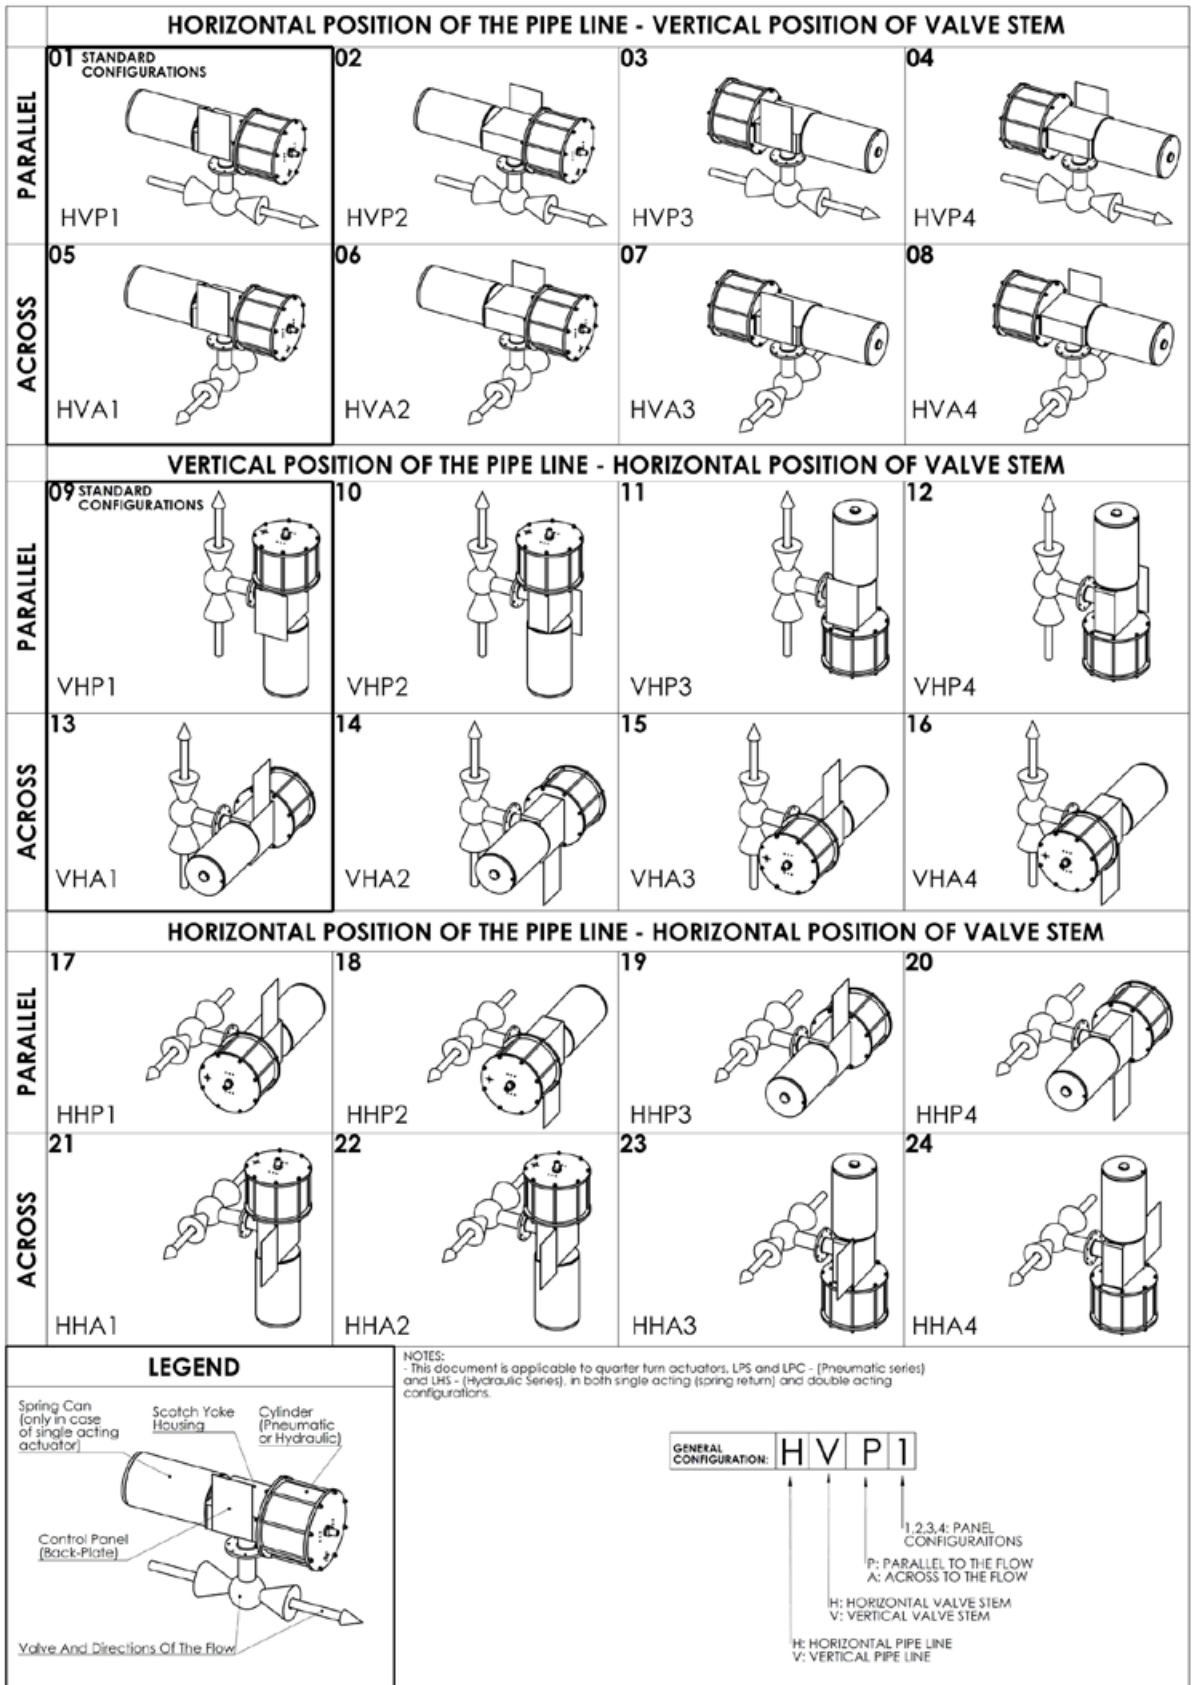 HORIZONTAL POSITION OF THE PIPE LINE - VERTICAL POSITION OF VALVE STEM
PARALLEL
01 STANDARD
CONFIGURATIONS
HVP1
02
HVP2
03
HVP3
04
HVP4
ACROSS
05
HVA1
06
HVA2
07
HVA3
08
HVA4
VERTICAL POSITION OF THE PIPE LINE - HORIZONTAL POSITION OF VALVE STEM
PARALLEL
09 STANDARD
CONFIGURATIONS
VHP1
10
VHP2
11
VHP3
12
VHP4
ACROSS
13
VHA1
14
VHA2
15
VHA3
16
VHA4
HORIZONTAL POSITION OF THE PIPE LINE - HORIZONTAL POSITION OF VALVE STEM
PARALLEL
17
HHP1
18
HHP2
19
HHP3
20
HHP4
ACROSS
21
HHA1
22
HHA2
23
HHA3
24
HHA4
LEGEND
Spring Can
(only in case
of single acting
actuator)
Scotch Yoke
Housing
Cylinder
(Pneumatic
or Hydraulic)
Control Panel
(Back-Plate)
Valve And Directions Of The Flow
NOTES:
- This document is applicable to quarter turn actuators, LPS and LPC - (Pneumatic series)
and LHS - (Hydraulic Series), in both single acting (spring return) and double acting
configurations.
GENERAL
CONFIGURATION: H V P 1
1,2,3,4: PANEL
CONFIGURAITONS
P: PARALLEL TO THE FLOW
A: ACROSS TO THE FLOW
H: HORIZONTAL VALVE STEM
V: VERTICAL VALVE STEM
H: HORIZONTAL PIPE LINE
V: VERTICAL PIPE LINE